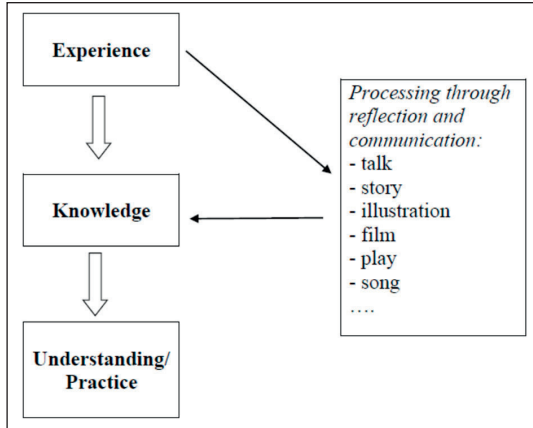 Experience
Processing through
reflection and
communication:
- talk
- story
- illustration
- film
- play
- song
….
Knowledge
Understanding/
Practice